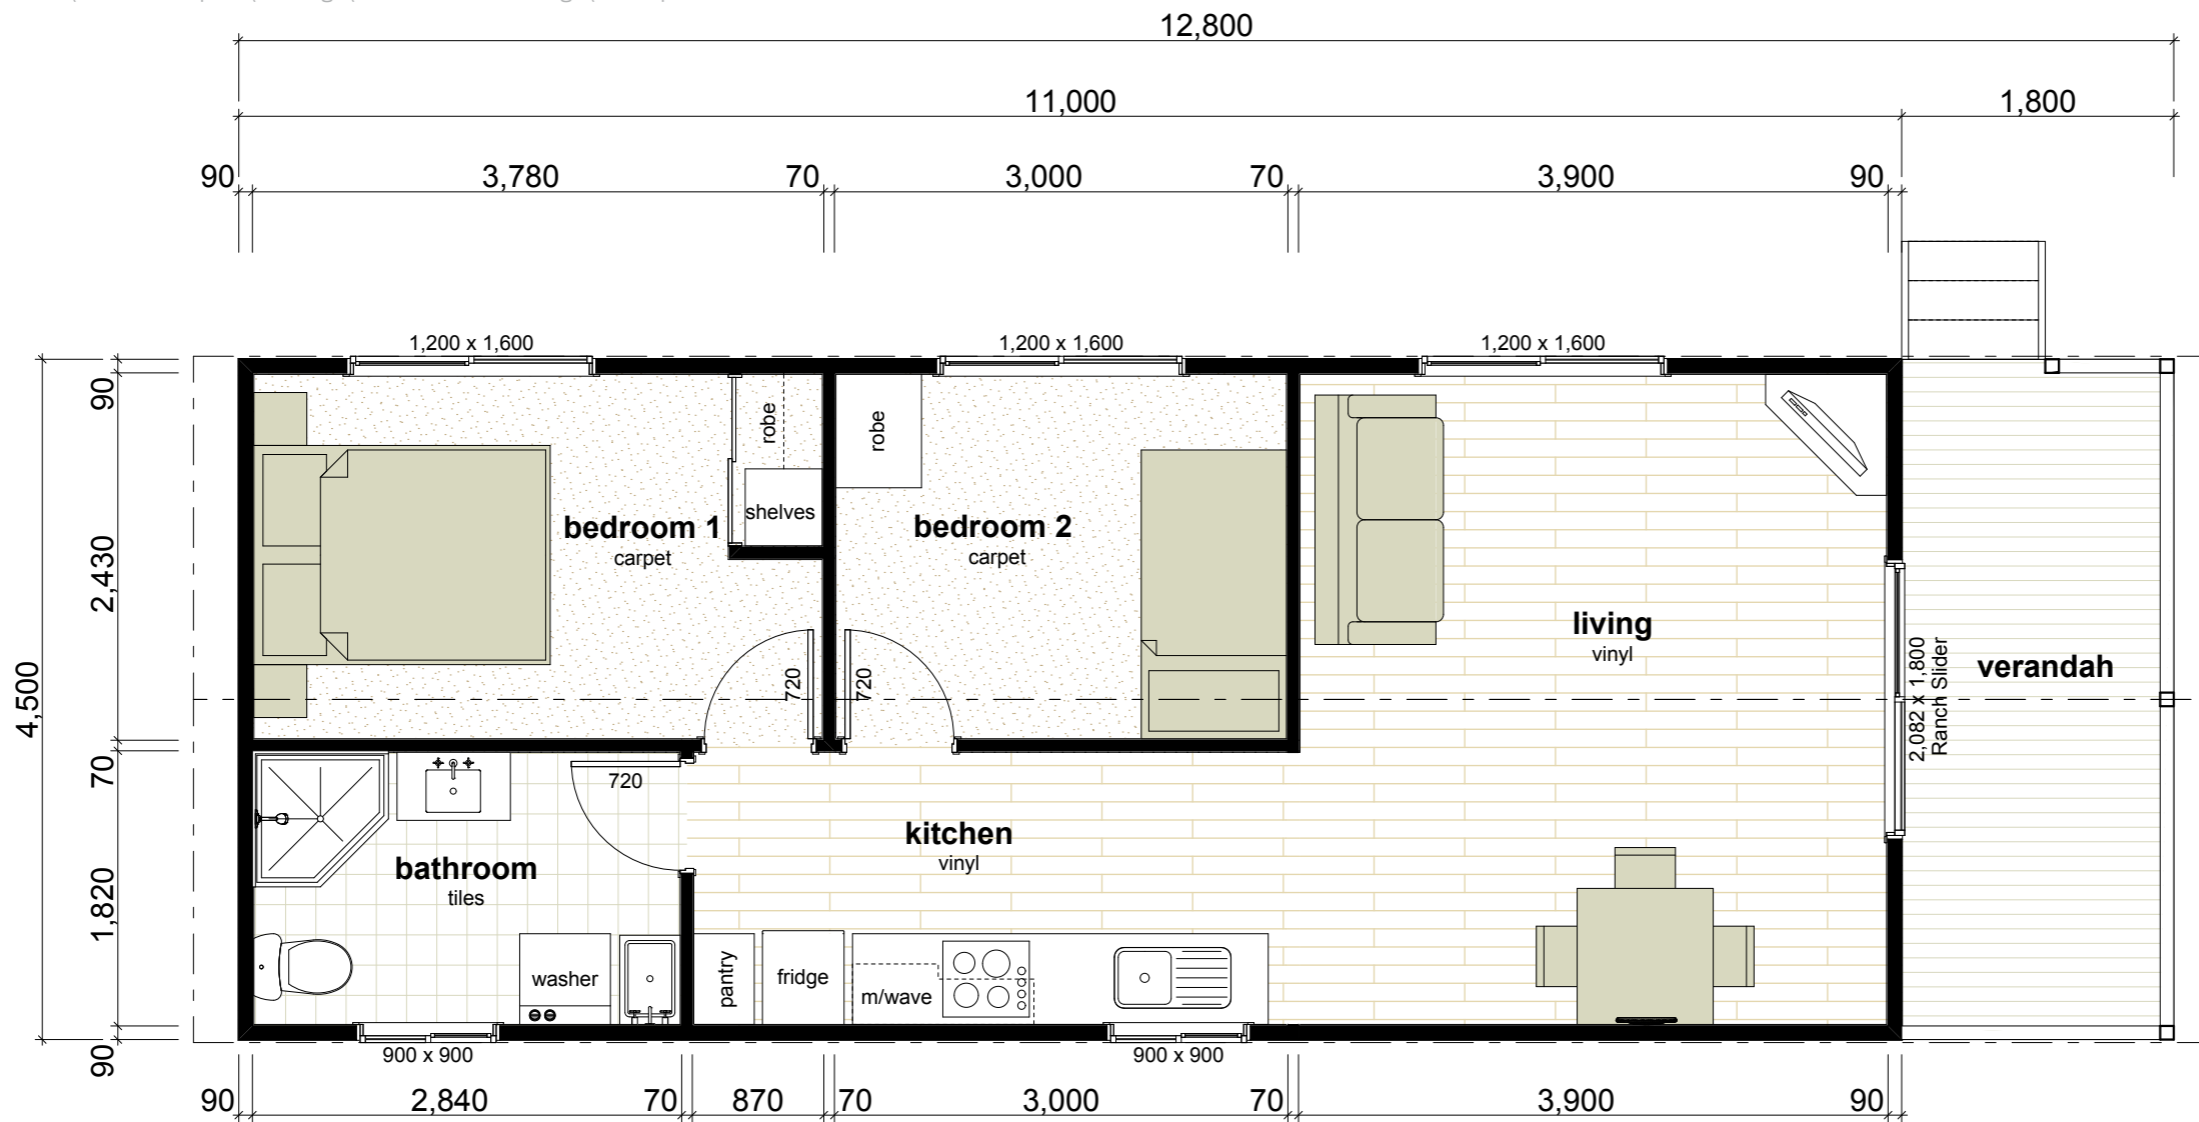 12,800
11,000
1,800
90
3,780
70
3,000
70
3,900
90
1,200 x 1,600
1,200 x 1,600
1,200 x 1,600
90
2,430
70
1,820
90
4,500
robe
shelves
robe
bedroom 1
carpet
bedroom 2
carpet
living
vinyl
2,082 x 1,800
Ranch Slider
verandah
720
720
720
kitchen
vinyl
bathroom
tiles
washer
pantry
fridge
m/wave
900 x 900
900 x 900
90
2,840
70
870
70
3,000
70
3,900
90